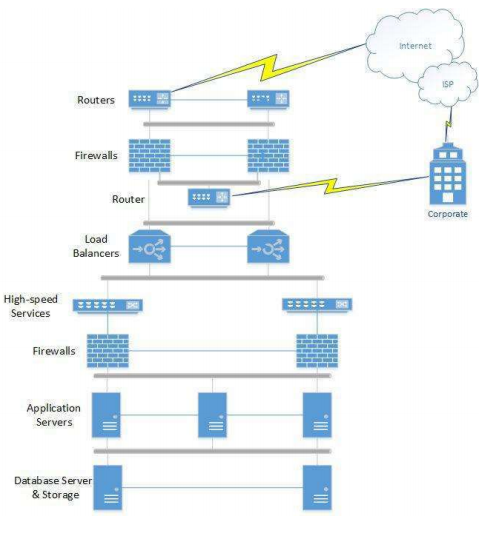 Internet
ISP
Routers
Firewalls
Router
Corporate
Load
Balancers
High-speed
Services
Firewalls
Application
Servers
Database Server
& Storage